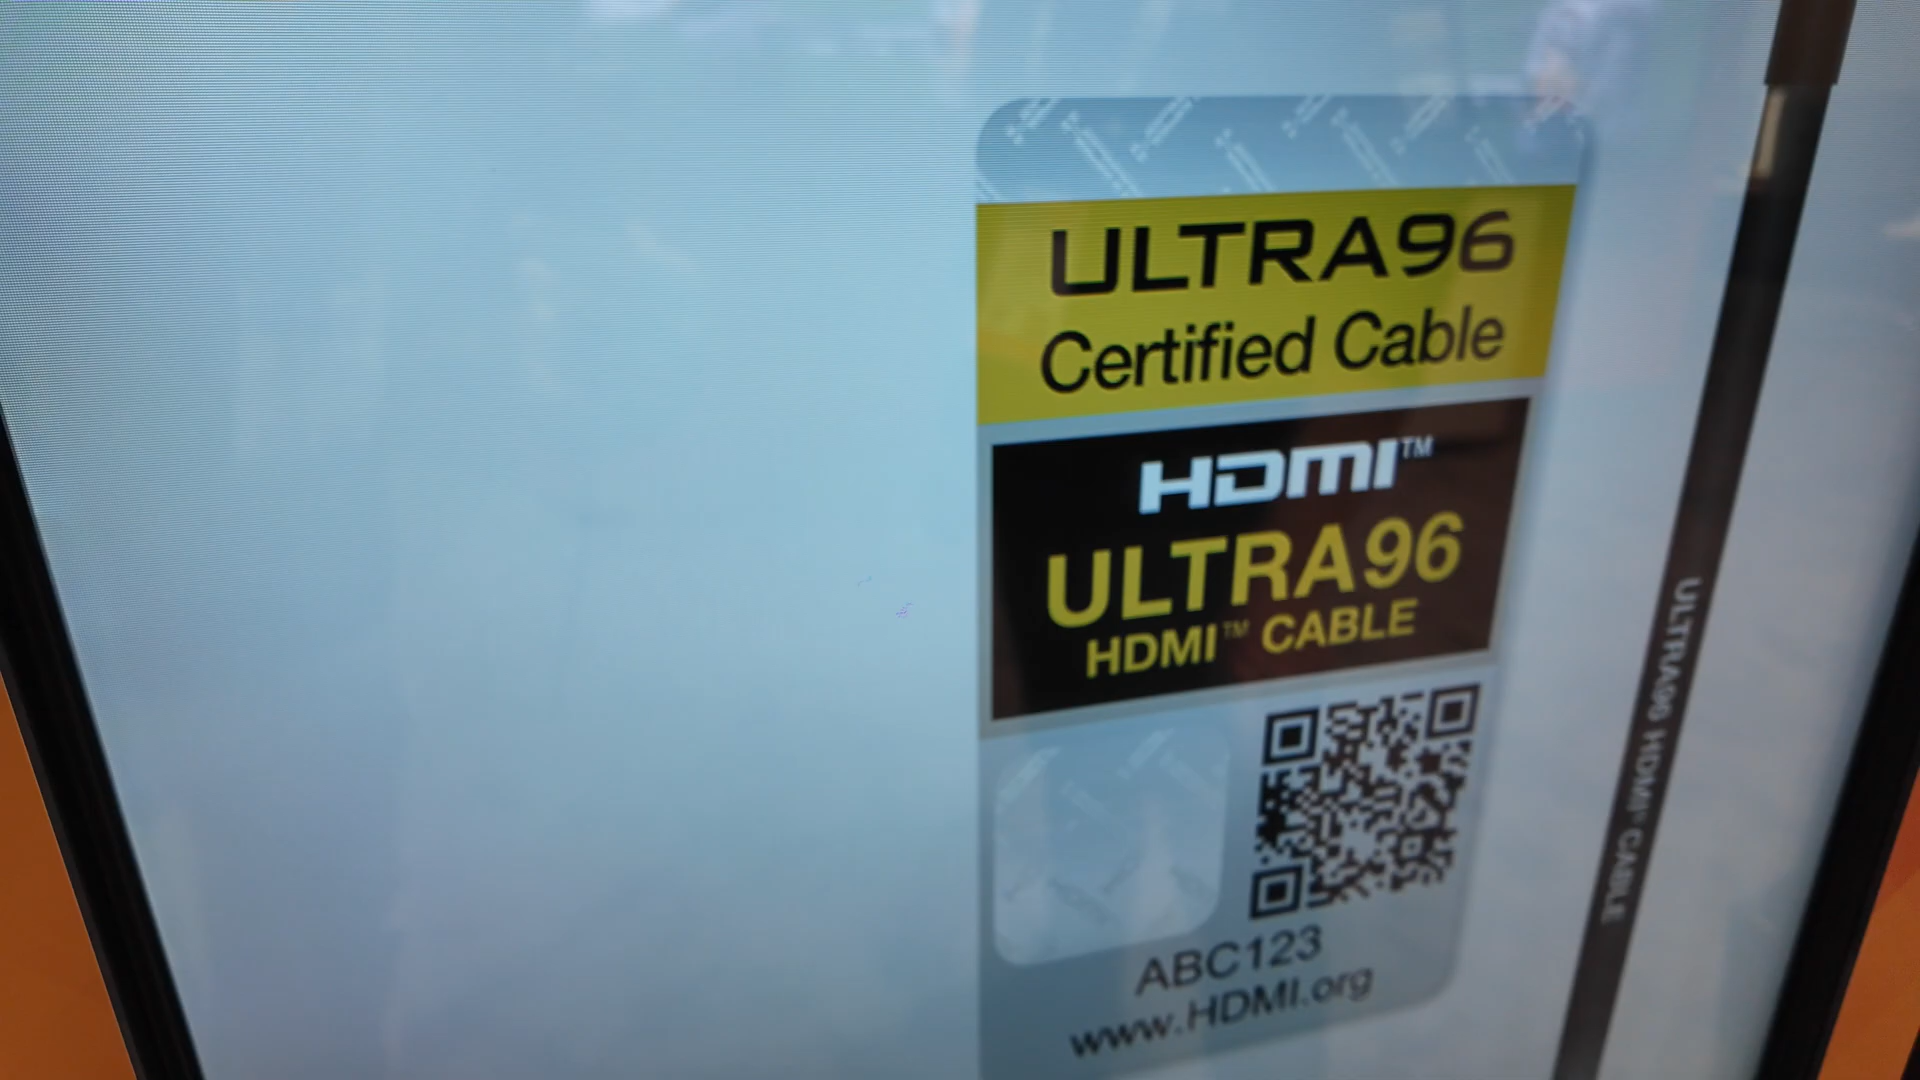 ULTRA96
Certified Cable
HDMI™
ULTRA96
HDMI™ CABLE
ABC123
www.HDMI.org
ULTRA96 HDMI™ CABLE